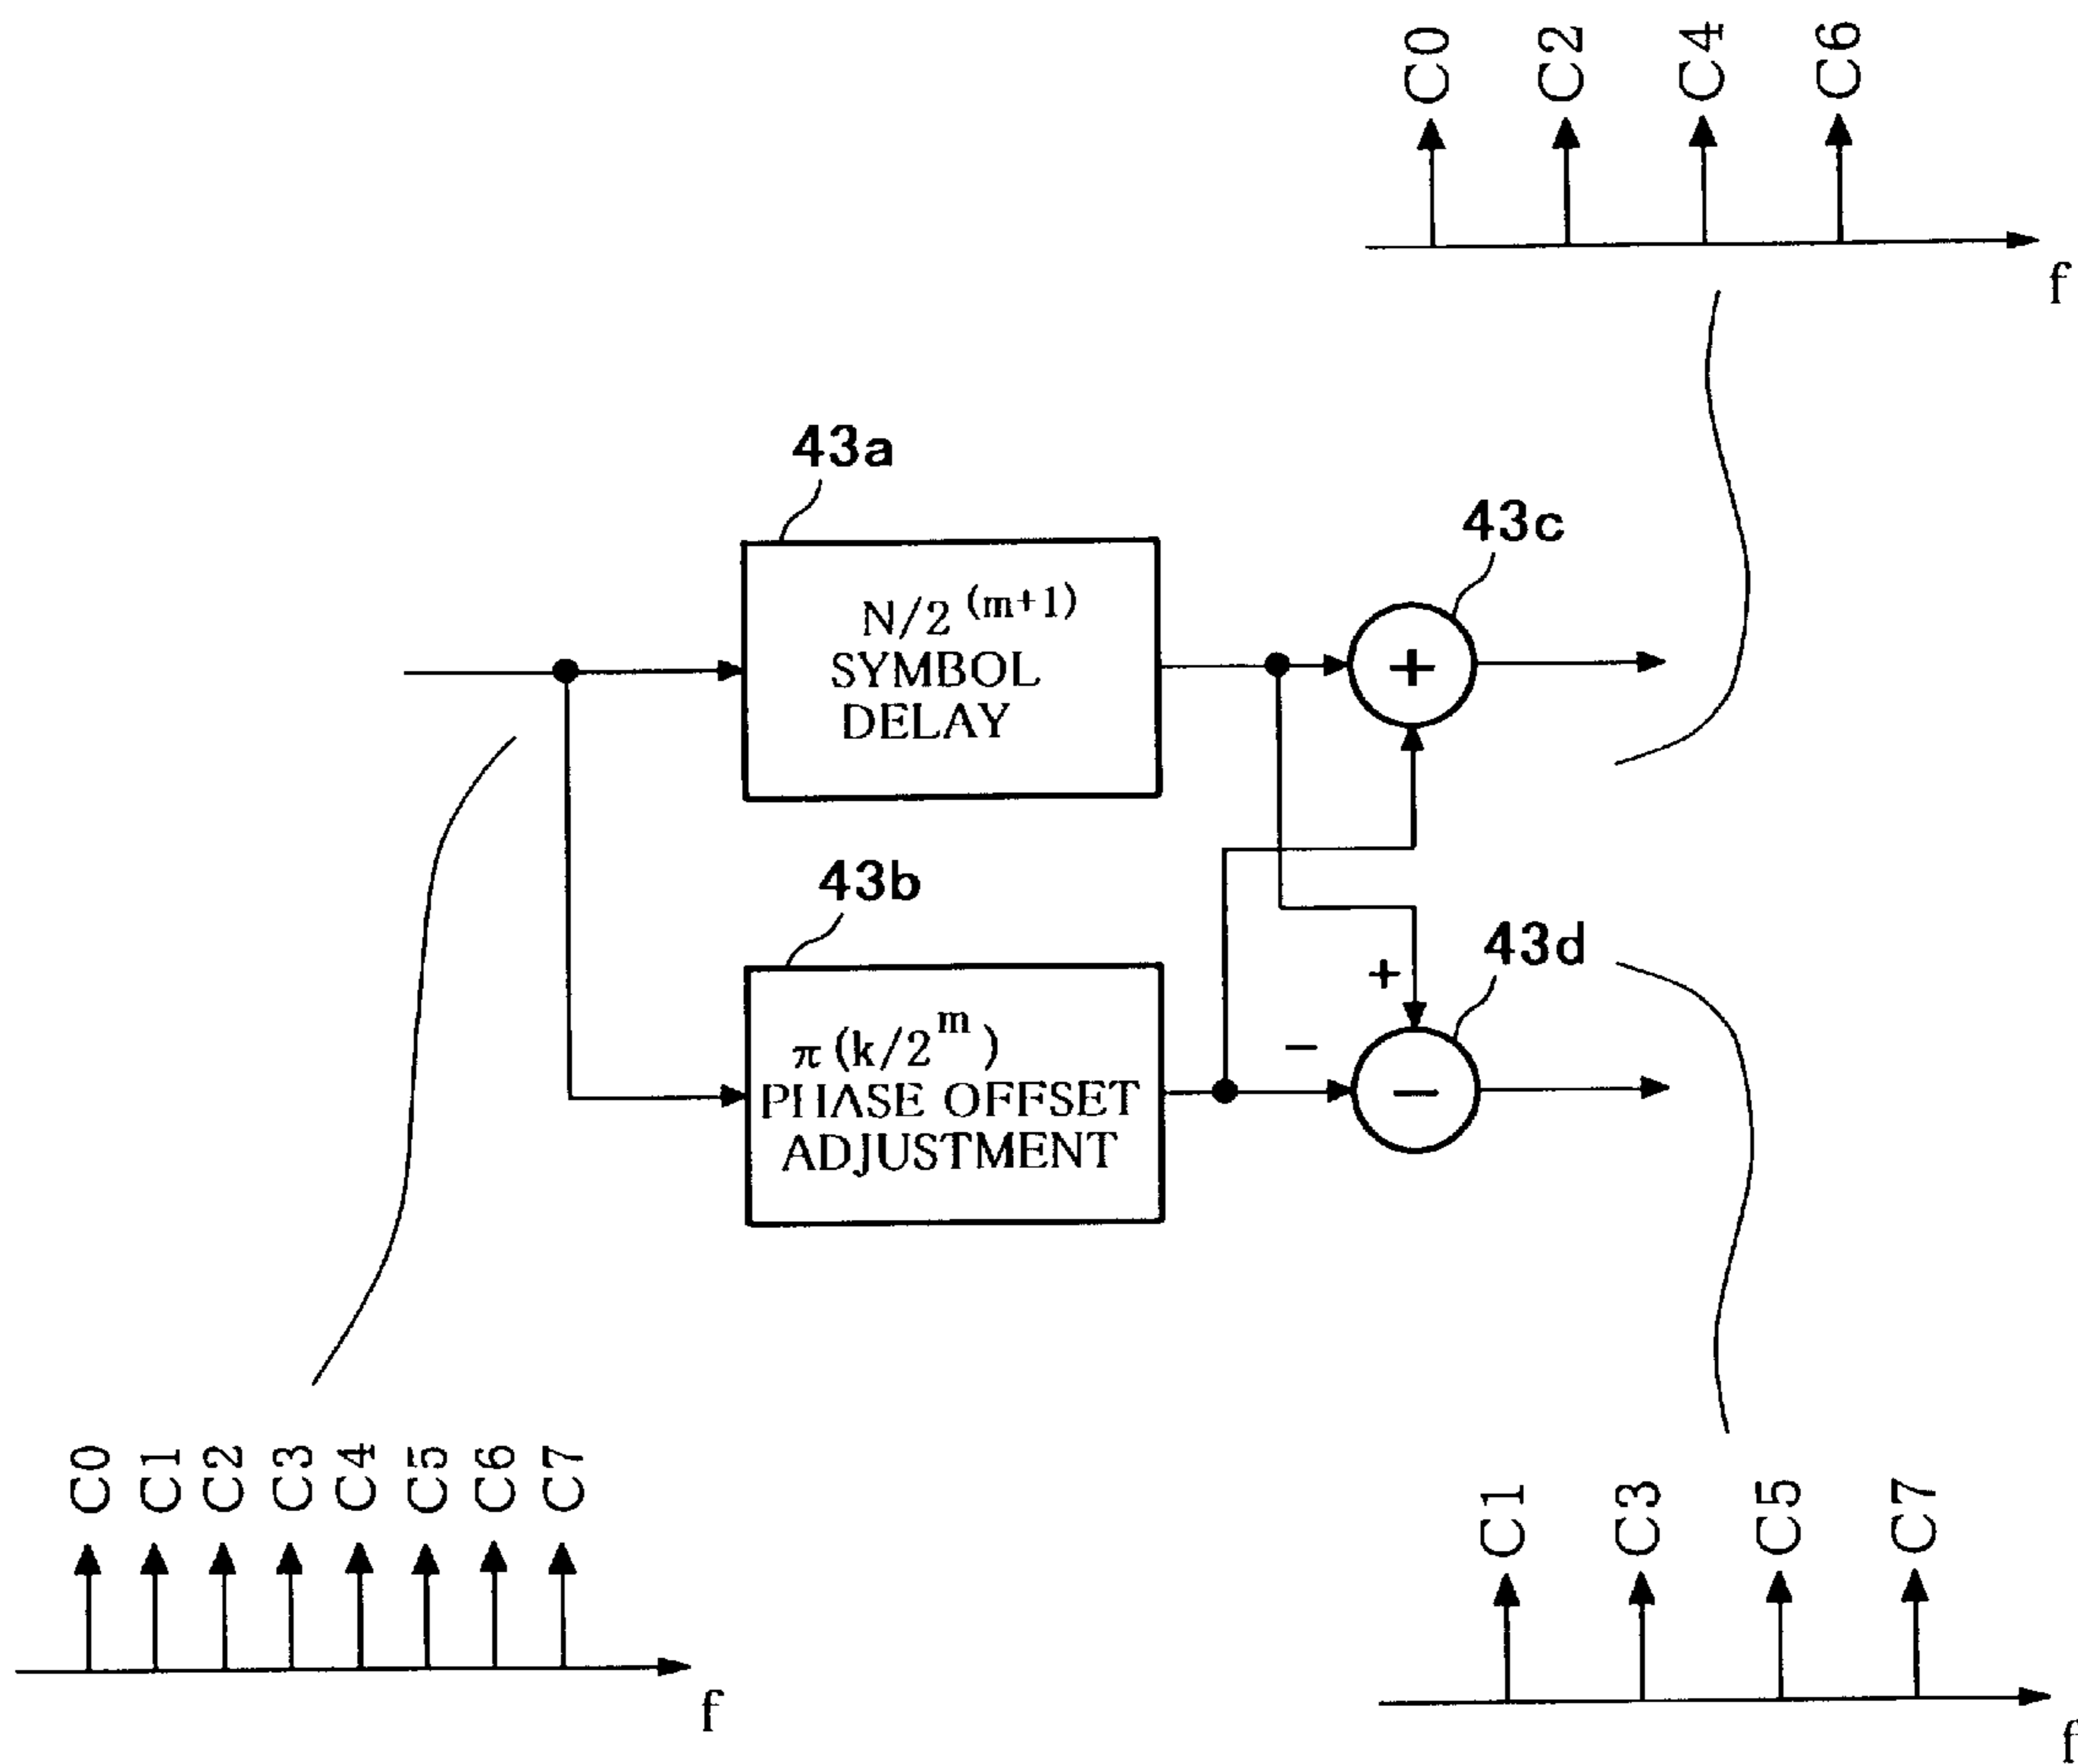 C0 C2 C4 C6
f
43a
N/2^(m+1)
SYMBOL
DELAY
43c
+
43b
π(k/2^m)
PHASE OFFSET
ADJUSTMENT
43d
+
−
−
C0 C1 C2 C3 C4 C5 C6 C7
f
C1 C3 C5 C7
f